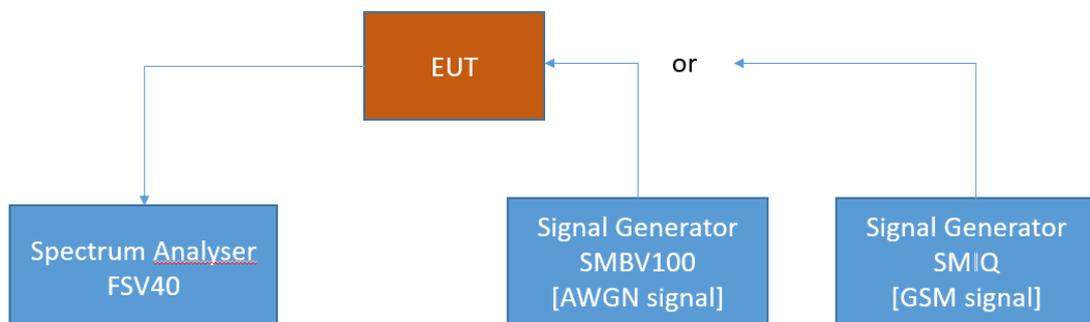 EUT
or
Spectrum Analyser
FSV40
Signal Generator
SMBV100
[AWGN signal]
Signal Generator
SMIQ
[GSM signal]